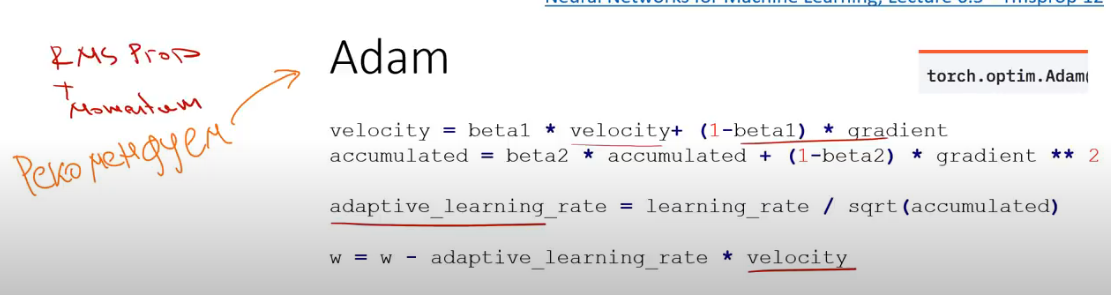 Neural Networks for Machine Learning, Lecture 6.5 – rmsprop 12
RMS Prop
+
Momentum
Рекомендуем
Adam
torch.optim.Adam(
velocity = beta1 * velocity+ (1-beta1) * gradient
accumulated = beta2 * accumulated + (1-beta2) * gradient ** 2
adaptive_learning_rate = learning_rate / sqrt(accumulated)
w = w - adaptive_learning_rate * velocity